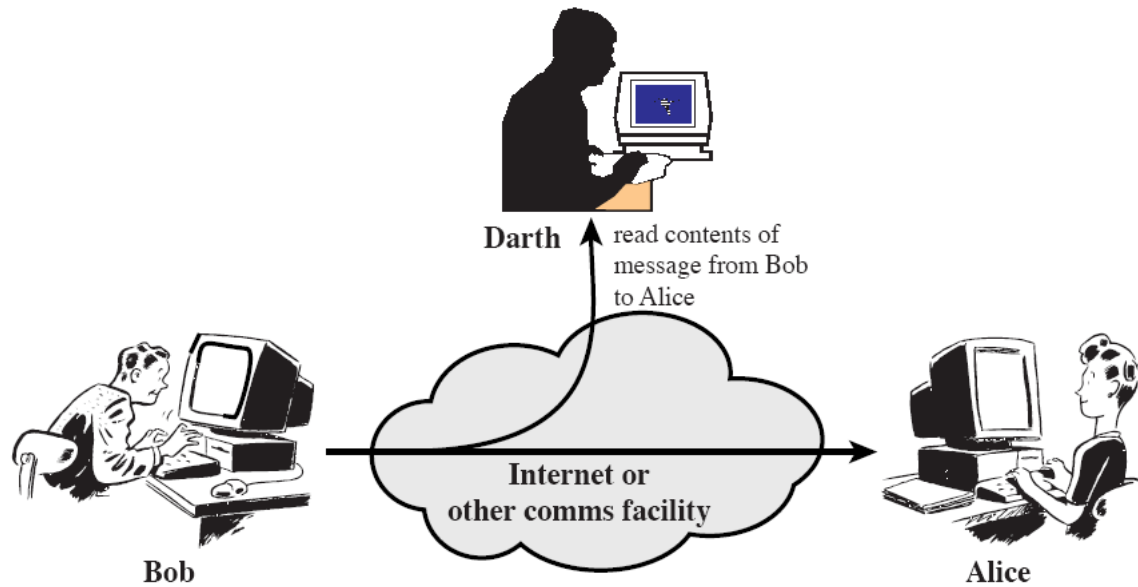 Darth
read contents of
message from Bob
to Alice
Internet or
other comms facility
Bob
Alice